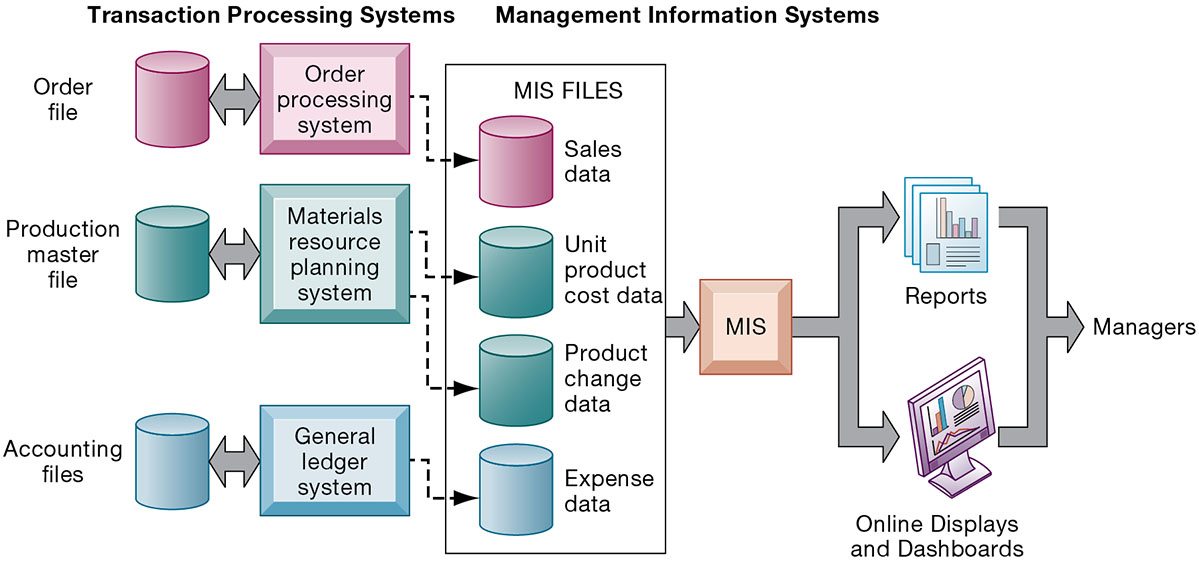 Transaction Processing Systems
Management Information Systems
Order
file
Order
processing
system
MIS FILES
Sales
data
Production
master
file
Materials
resource
planning
system
Unit
product
cost data
Product
change
data
Accounting
files
General
ledger
system
Expense
data
MIS
Reports
Online Displays
and Dashboards
Managers